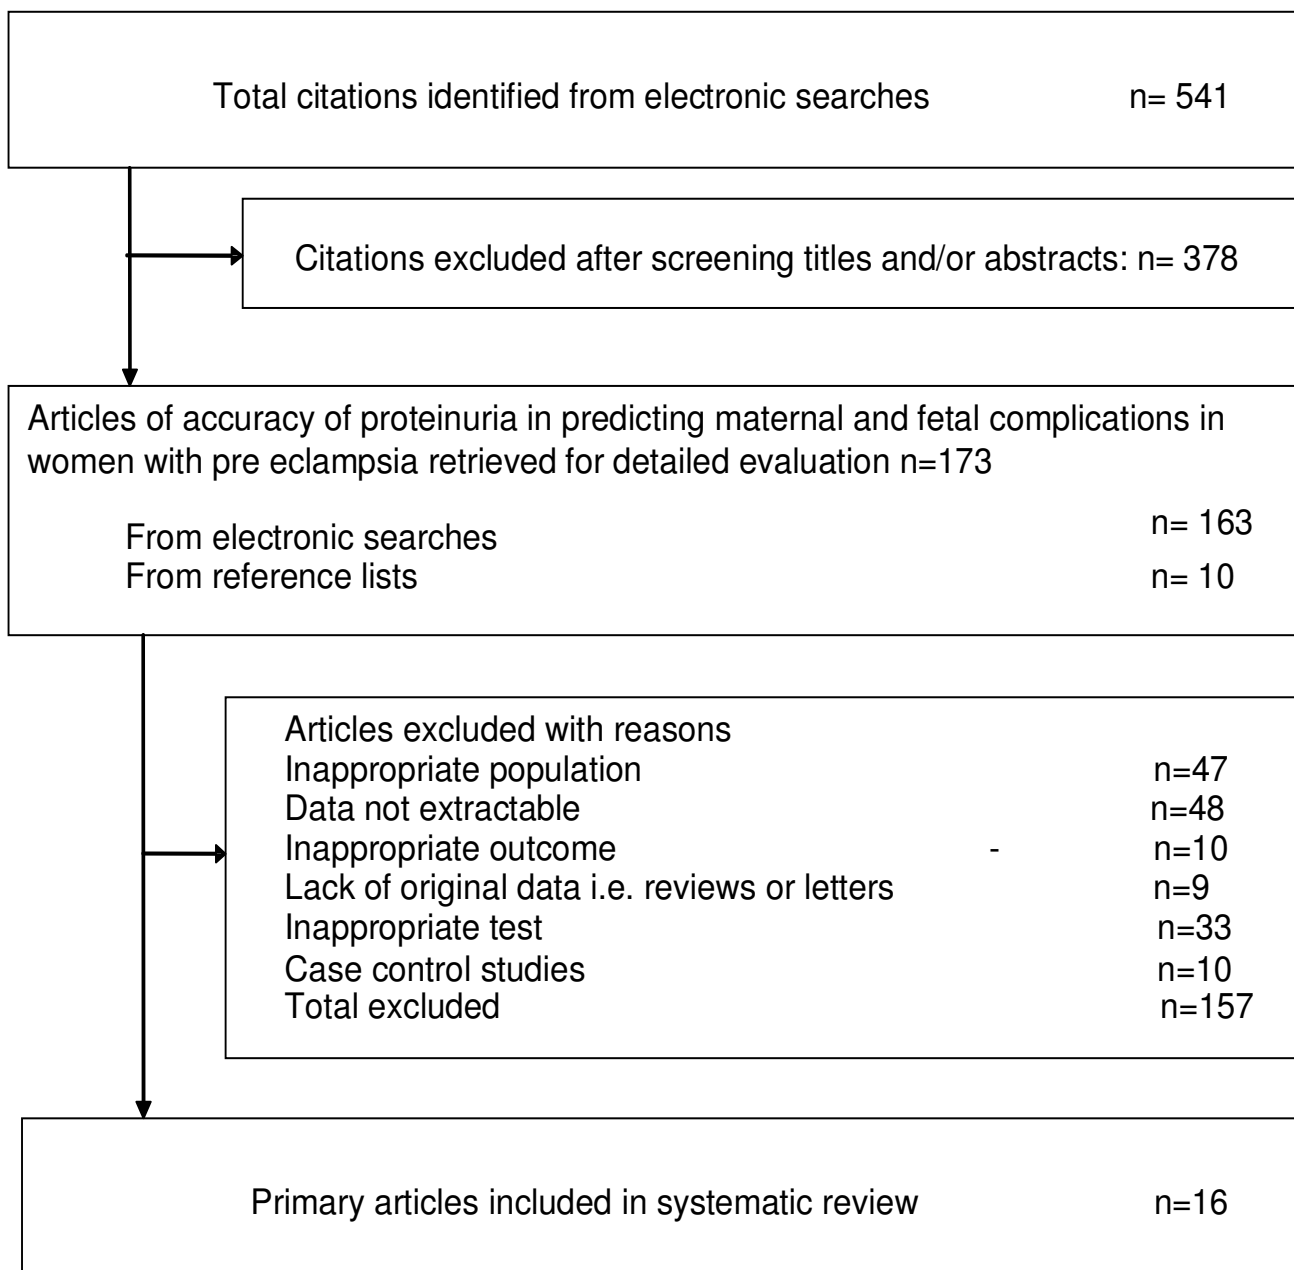 Total citations identified from electronic searches n= 541
Citations excluded after screening titles and/or abstracts: n= 378
Articles of accuracy of proteinuria in predicting maternal and fetal complications in
women with pre eclampsia retrieved for detailed evaluation n=173
From electronic searches n= 163
From reference lists n= 10
Articles excluded with reasons
Inappropriate population n=47
Data not extractable n=48
Inappropriate outcome - n=10
Lack of original data i.e. reviews or letters n=9
Inappropriate test n=33
Case control studies n=10
Total excluded n=157
Primary articles included in systematic review n=16